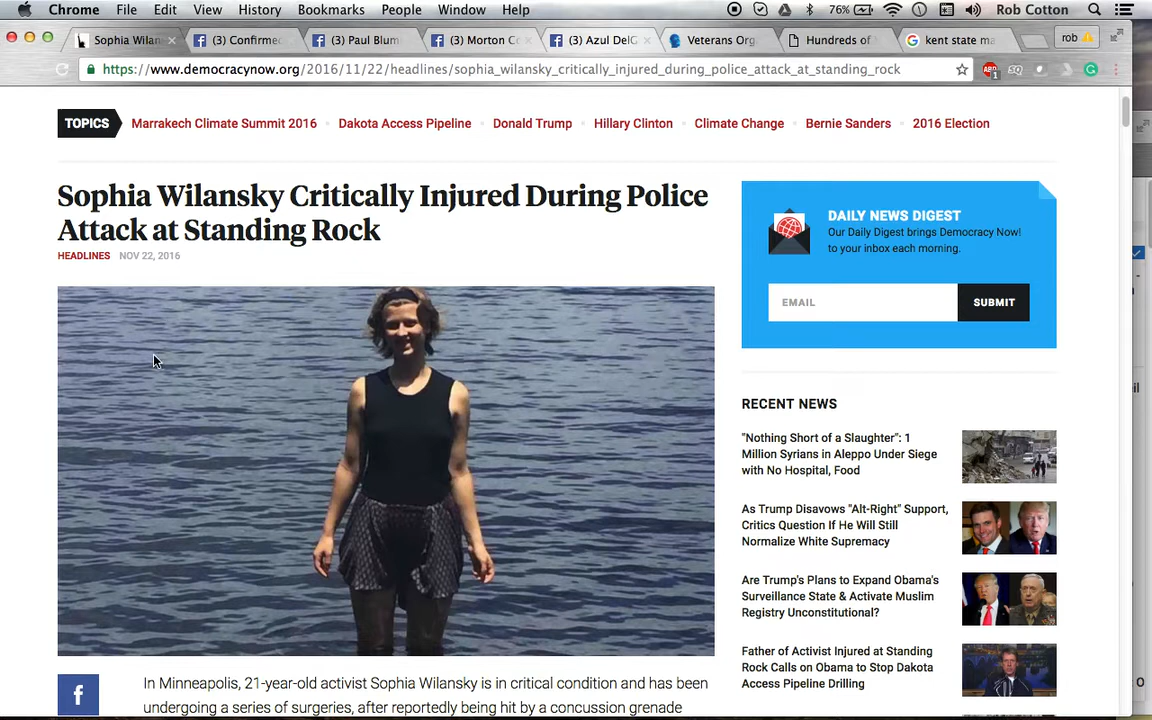 Chrome File Edit View History Bookmarks People Window Help 76% Rob Cotton
Sophia Wilan (3) Confirmed (3) Paul Blum (3) Morton Co (3) Azul DelG Veterans Org Hundreds of kent state ma rob
https://www.democracynow.org/2016/11/22/headlines/sophia_wilansky_critically_injured_during_police_attack_at_standing_rock
TOPICS Marrakech Climate Summit 2016 Dakota Access Pipeline Donald Trump Hillary Clinton Climate Change Bernie Sanders 2016 Election
Sophia Wilansky Critically Injured During Police
Attack at Standing Rock
HEADLINES NOV 22, 2016
In Minneapolis, 21-year-old activist Sophia Wilansky is in critical condition and has been
undergoing a series of surgeries, after reportedly being hit by a concussion grenade
DAILY NEWS DIGEST
Our Daily Digest brings Democracy Now!
to your inbox each morning.
EMAIL SUBMIT
RECENT NEWS
"Nothing Short of a Slaughter": 1
Million Syrians in Aleppo Under Siege
with No Hospital, Food
As Trump Disavows "Alt-Right" Support,
Critics Question If He Will Still
Normalize White Supremacy
Are Trump's Plans to Expand Obama's
Surveillance State & Activate Muslim
Registry Unconstitutional?
Father of Activist Injured at Standing
Rock Calls on Obama to Stop Dakota
Access Pipeline Drilling